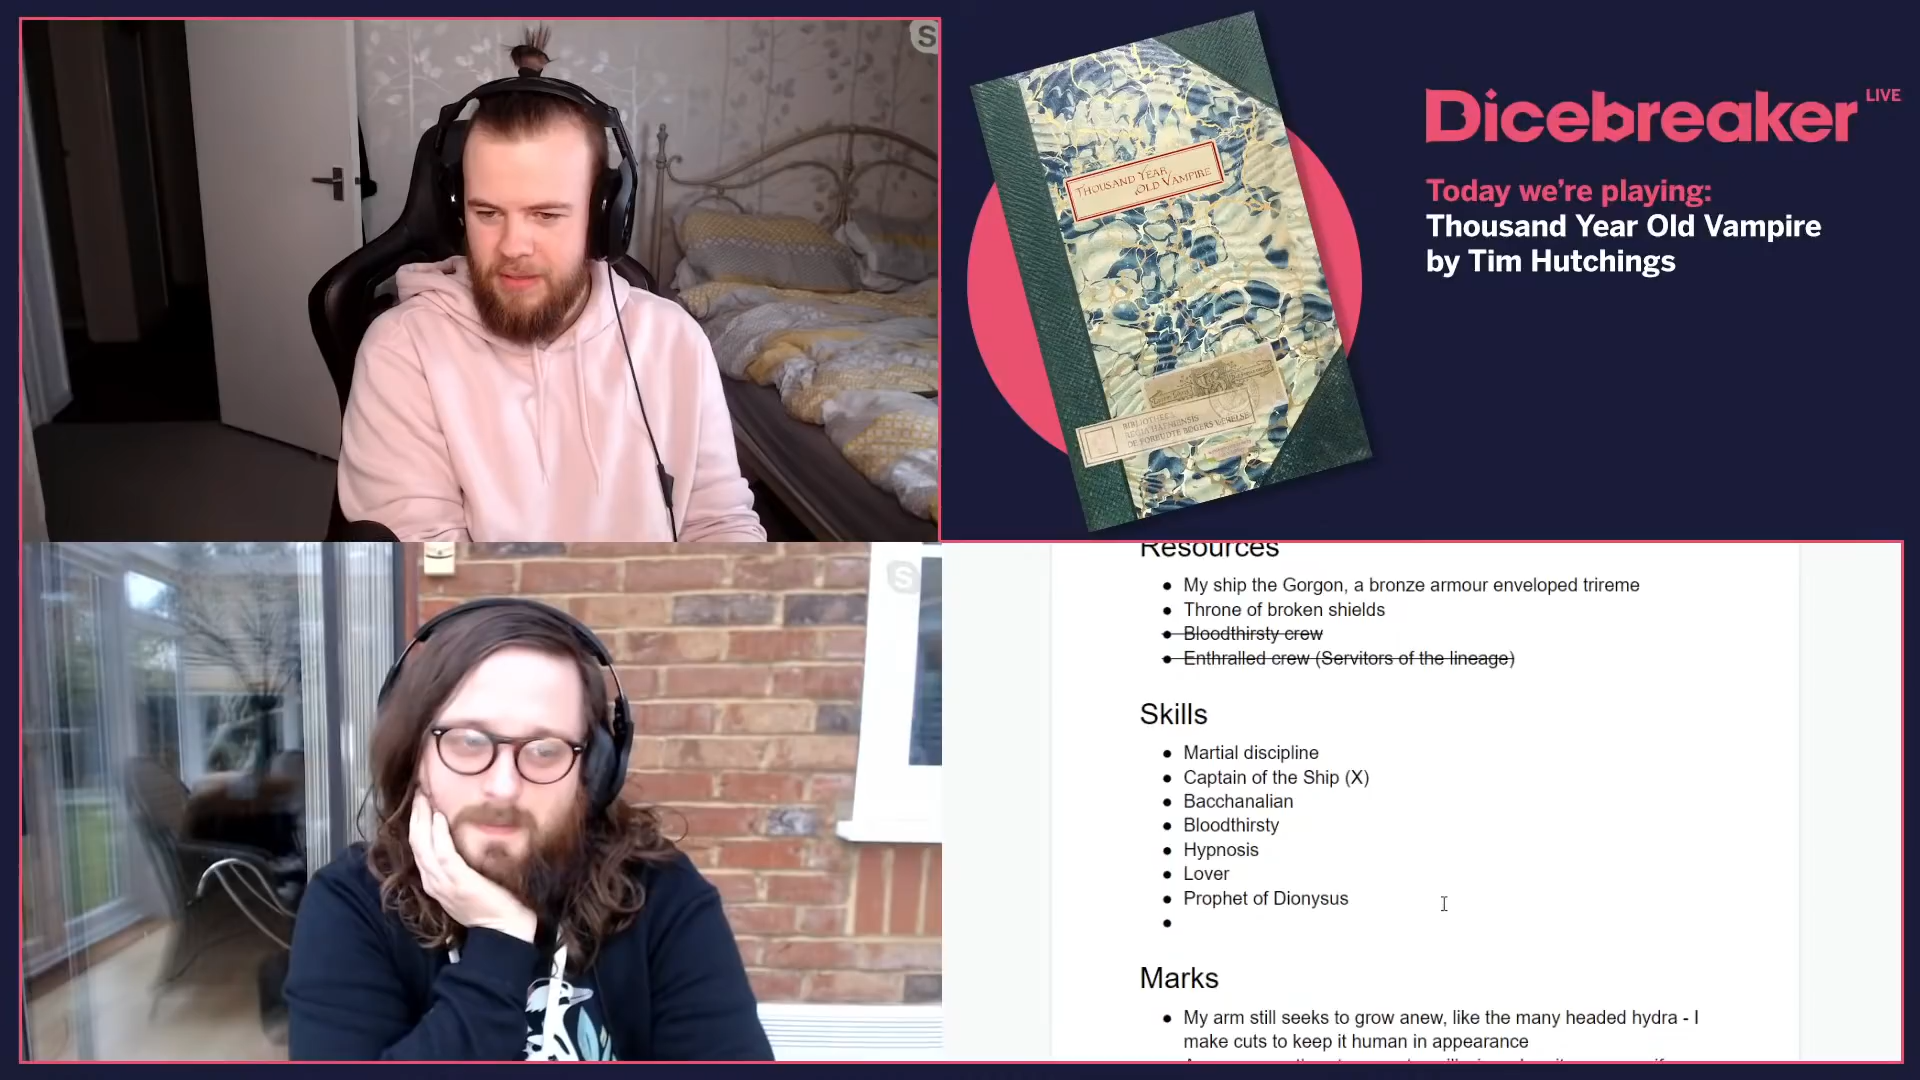 Dicebreaker LIVE
Today we're playing:
Thousand Year Old Vampire
by Tim Hutchings
THOUSAND YEAR
OLD VAMPIRE
S
S
Resources
My ship the Gorgon, a bronze armour enveloped trireme
Throne of broken shields
Bloodthirsty crew
Enthralled crew (Servitors of the lineage)
Skills
Martial discipline
Captain of the Ship (X)
Bacchanalian
Bloodthirsty
Hypnosis
Lover
Prophet of Dionysus
Marks
My arm still seeks to grow anew, like the many headed hydra - I
make cuts to keep it human in appearance